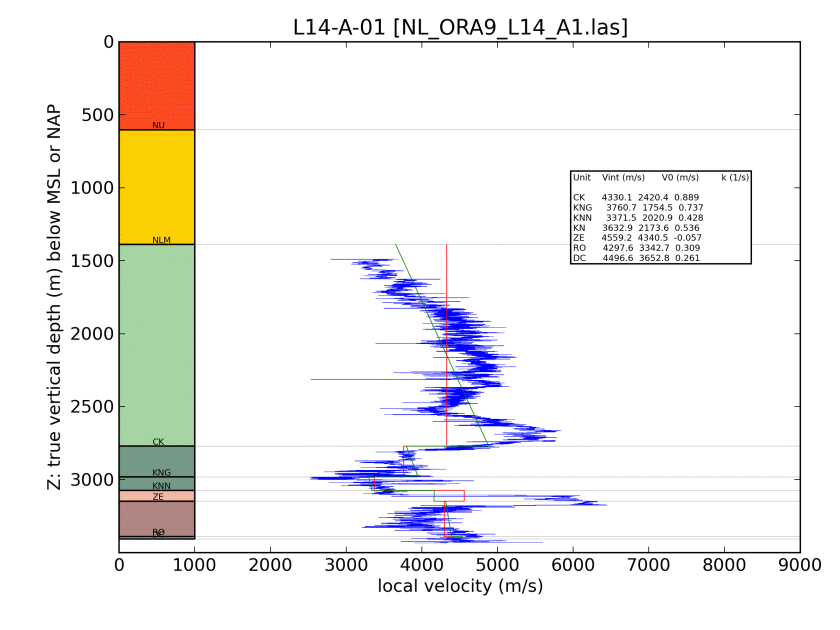 L14-A-01 [NL_ORA9_L14_A1.las]
0
500
1000
1500
2000
2500
3000
Z: true vertical depth (m) below MSL or NAP
NU
NLM
CK
KNG
KNN
ZE
RO
Unit Vint (m/s) V0 (m/s) k (1/s)
CK 4330.1 2420.4 0.889
KNG 3760.7 1754.5 0.737
KNN 3371.5 2020.9 0.428
KN 3632.9 2173.6 0.536
ZE 4559.2 4340.5 -0.057
RO 4297.6 3342.7 0.309
DC 4496.6 3652.8 0.261
0 1000 2000 3000 4000 5000 6000 7000 8000 9000
local velocity (m/s)